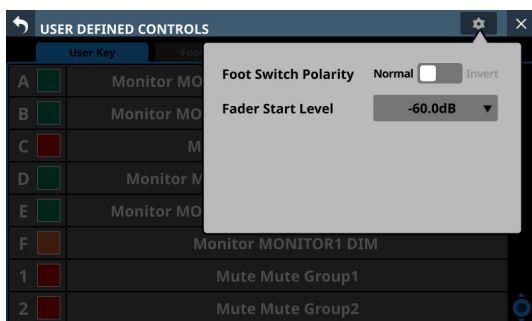 USER DEFINED CONTROLS
User Key
Foot Switch Polarity Normal Invert
Fader Start Level -60.0dB
A Monitor MO
B Monitor MO
C M
D Monitor M
E Monitor MO
F Monitor MONITOR1 DIM
1 Mute Mute Group1
2 Mute Mute Group2